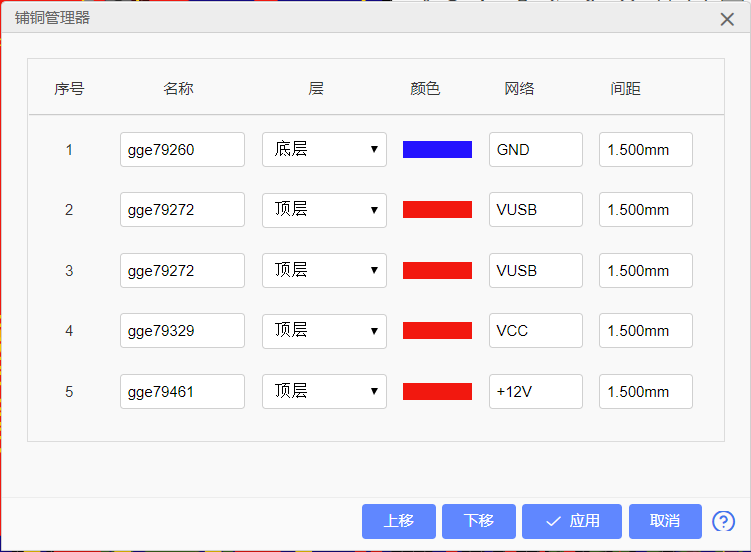 铺铜管理器
序号 名称 层 颜色 网络 间距
1 gge79260 底层 GND 1.500mm
2 gge79272 顶层 VUSB 1.500mm
3 gge79272 顶层 VUSB 1.500mm
4 gge79329 顶层 VCC 1.500mm
5 gge79461 顶层 +12V 1.500mm
上移 下移 应用 取消 ?